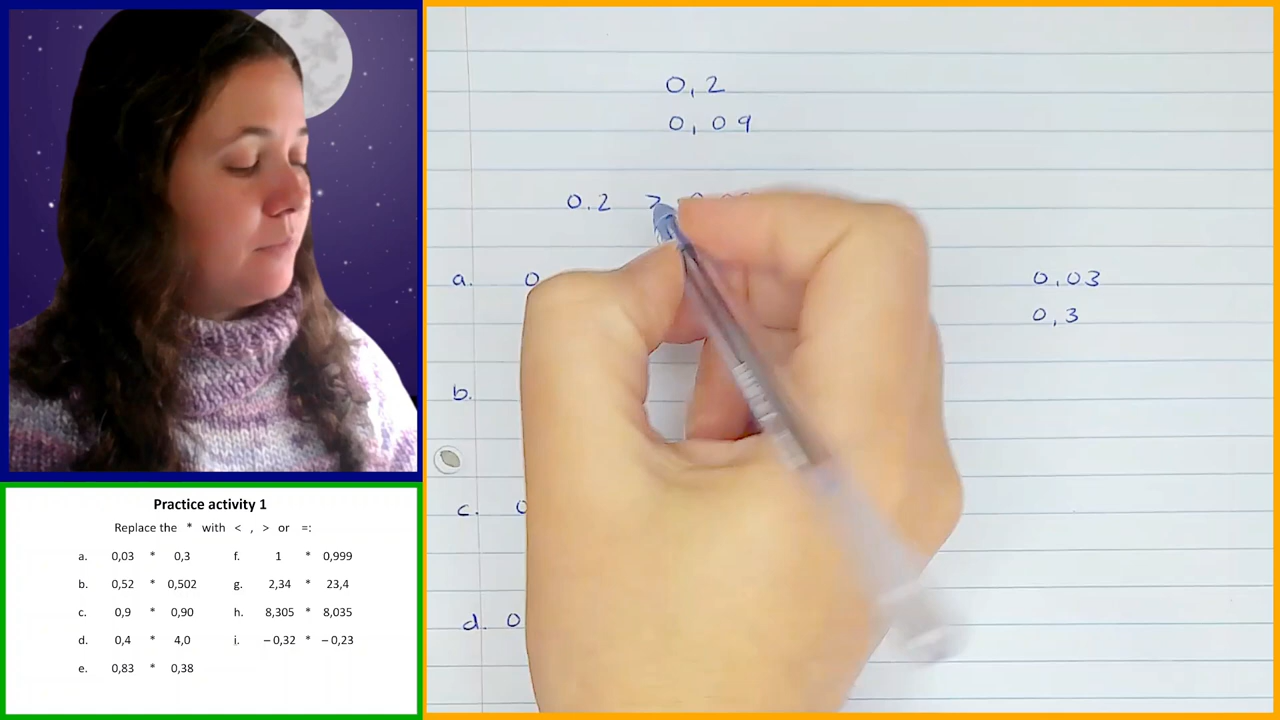 0,2
0,09
0.2 >
a. 0
0,03
0,3
b.
c. 0
d. 0
Practice activity 1
Replace the * with < , > or =:
a. 0,03 * 0,3 f. 1 * 0,999
b. 0,52 * 0,502 g. 2,34 * 23,4
c. 0,9 * 0,90 h. 8,305 * 8,035
d. 0,4 * 4,0 i. – 0,32 * – 0,23
e. 0,83 * 0,38